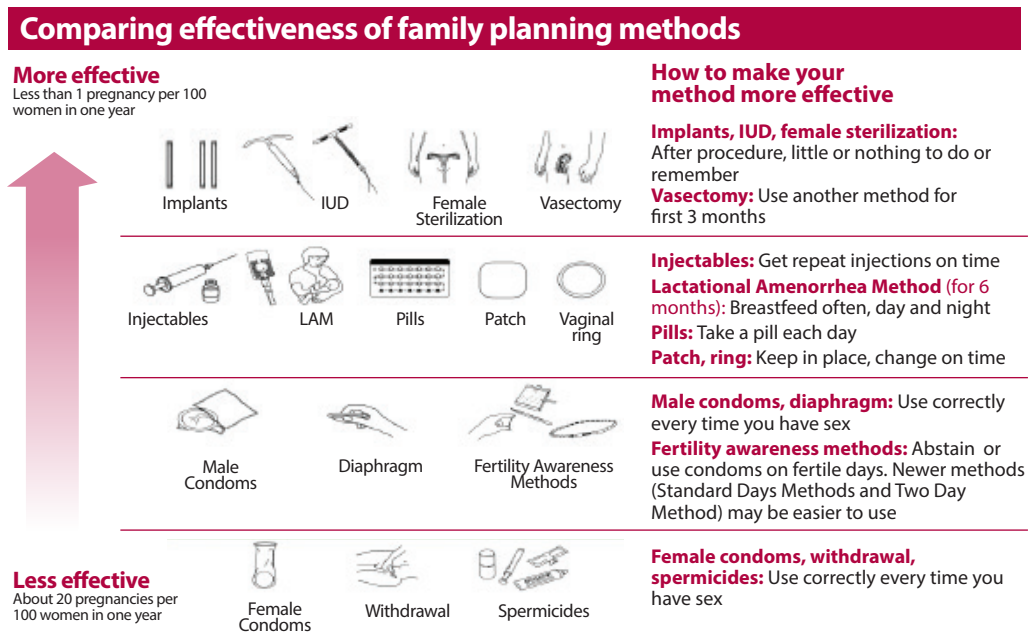 Comparing effectiveness of family planning methods
More effective
Less than 1 pregnancy per 100
women in one year
Implants
IUD
Female
Sterilization
Vasectomy
How to make your
method more effective
Implants, IUD, female sterilization:
After procedure, little or nothing to do or
remember
Vasectomy: Use another method for
first 3 months
Injectables
LAM
Pills
Patch
Vaginal
ring
Injectables: Get repeat injections on time
Lactational Amenorrhea Method (for 6
months): Breastfeed often, day and night
Pills: Take a pill each day
Patch, ring: Keep in place, change on time
Male
Condoms
Diaphragm
Fertility Awareness
Methods
Male condoms, diaphragm: Use correctly
every time you have sex
Fertility awareness methods: Abstain or
use condoms on fertile days. Newer methods
(Standard Days Methods and Two Day
Method) may be easier to use
Less effective
About 20 pregnancies per
100 women in one year
Female
Condoms
Withdrawal
Spermicides
Female condoms, withdrawal,
spermicides: Use correctly every time you
have sex